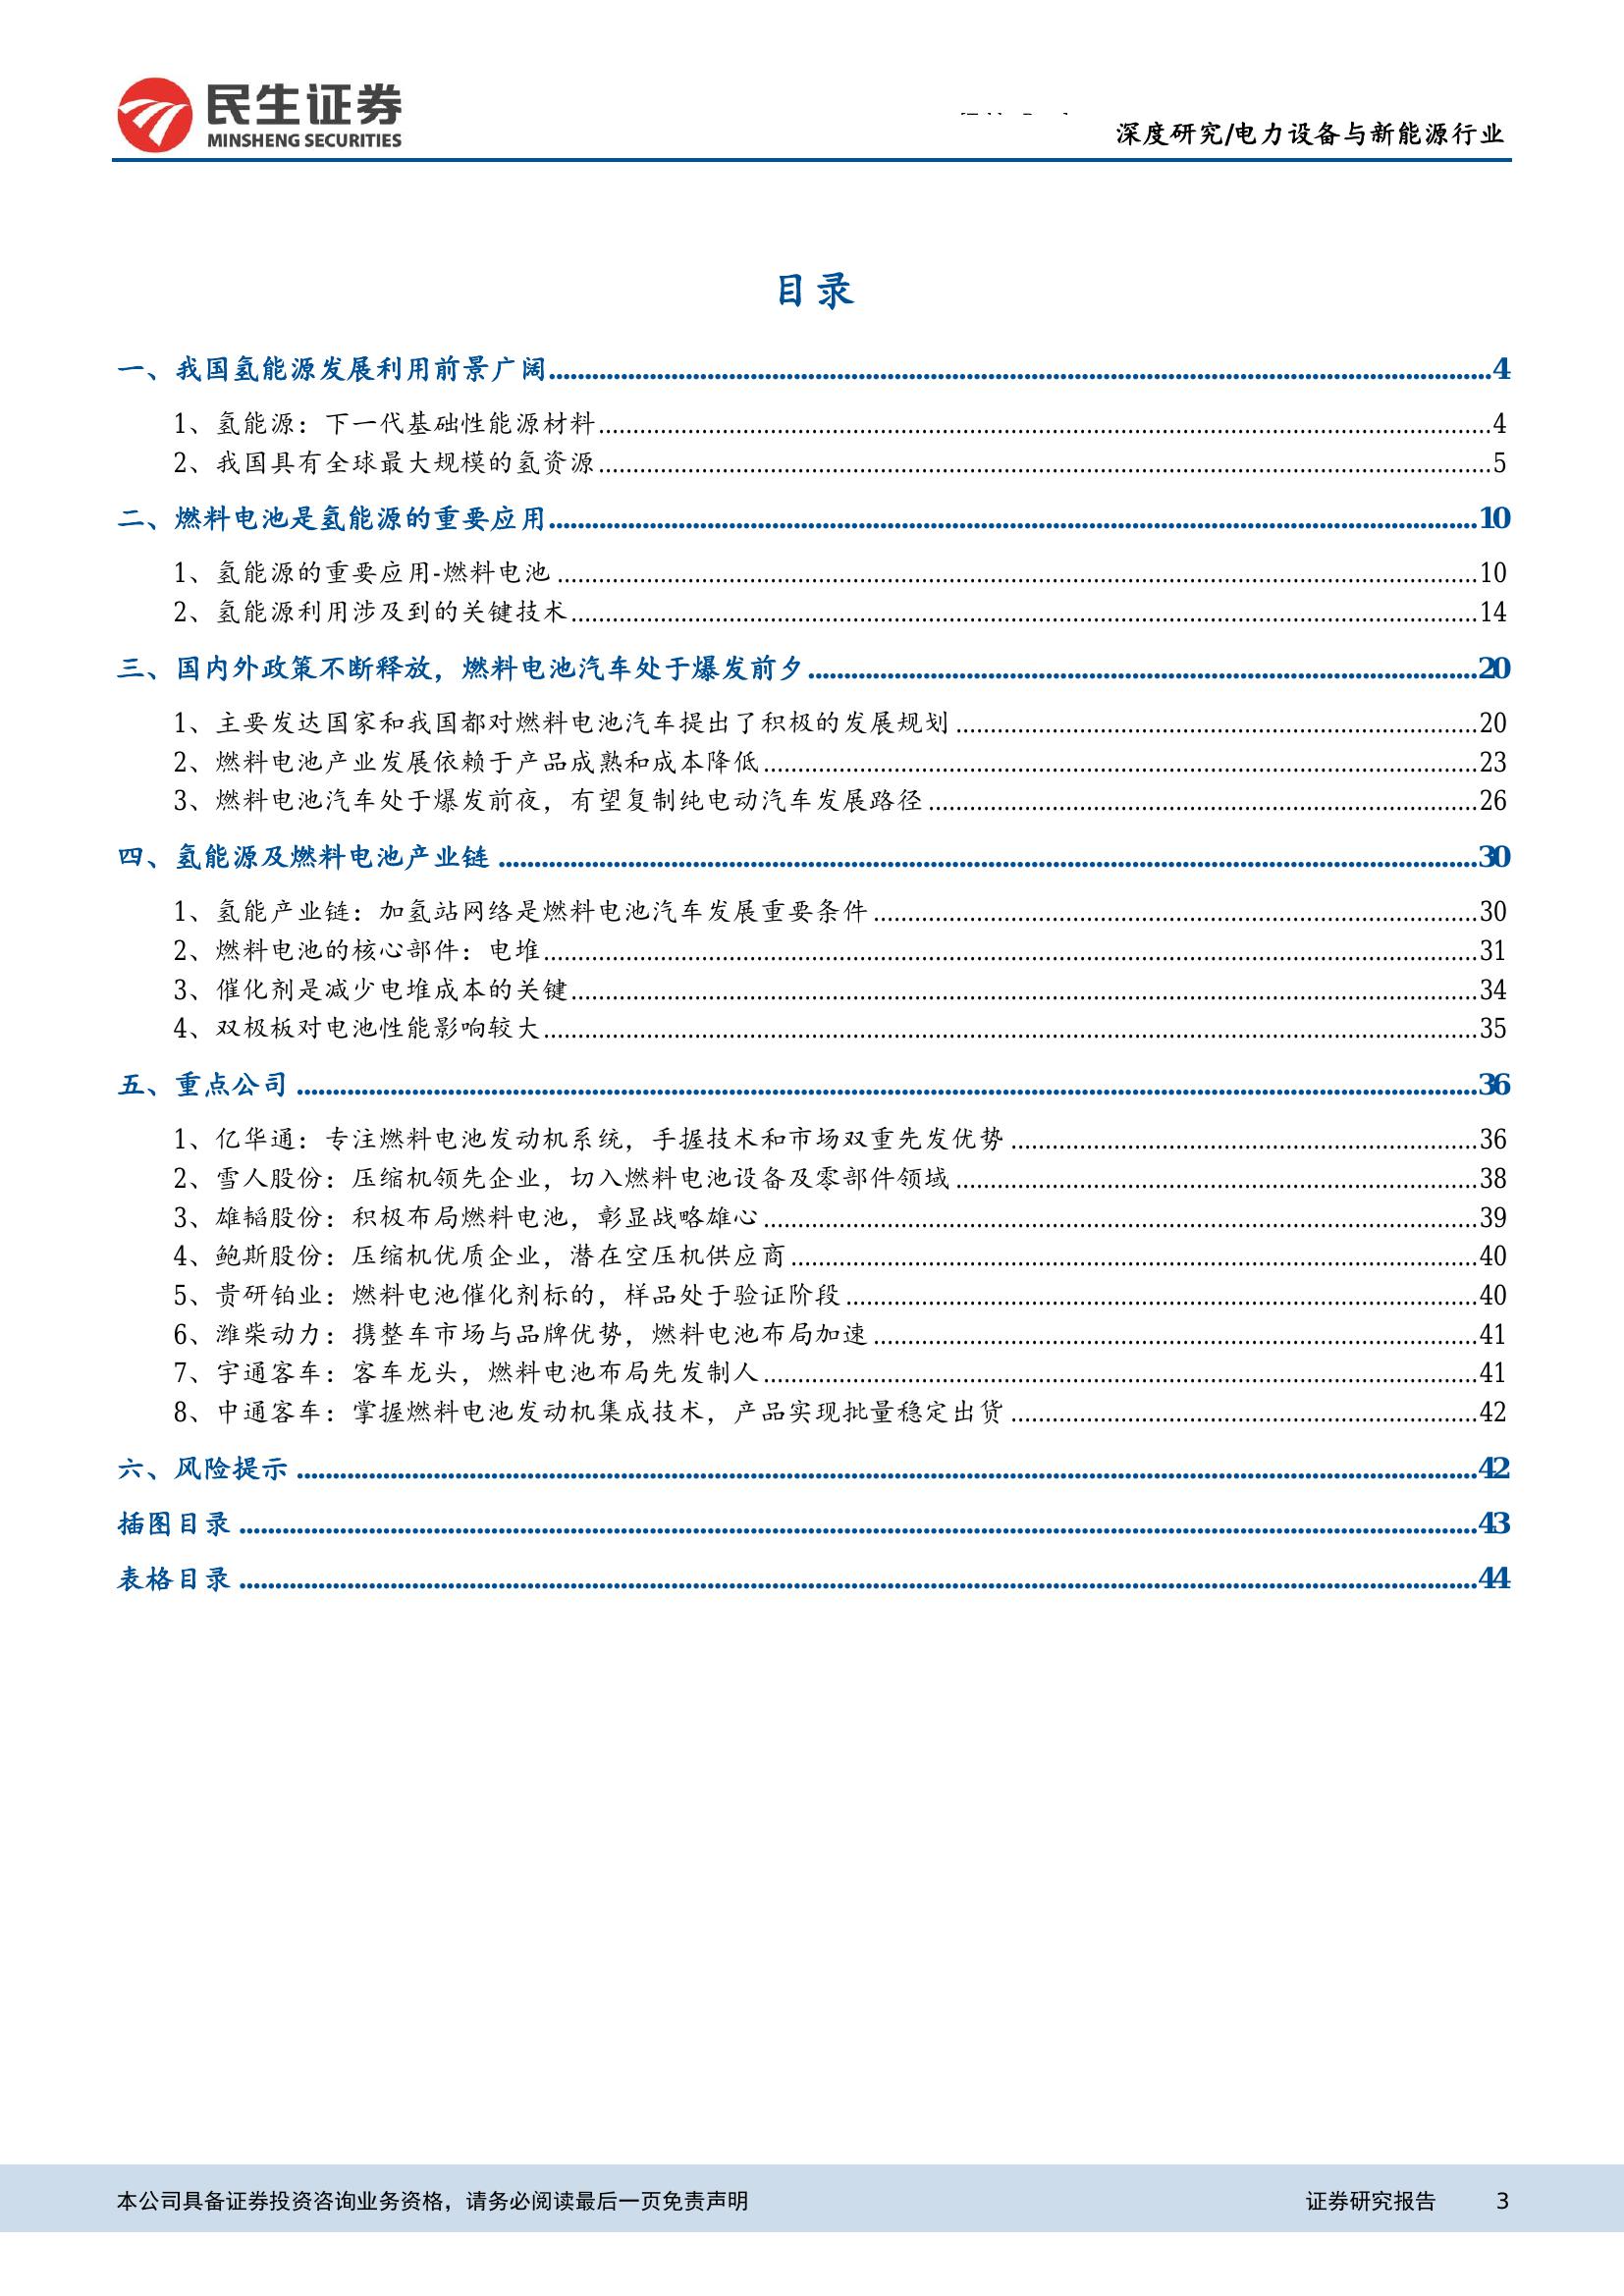 民生证券
MINSHENG SECURITIES
深度研究/电力设备与新能源行业
目录
一、我国氢能源发展利用前景广阔........4
1、氢能源：下一代基础性能源材料........4
2、我国具有全球最大规模的氢资源........5
二、燃料电池是氢能源的重要应用........10
1、氢能源的重要应用-燃料电池........10
2、氢能源利用涉及到的关键技术........14
三、国内外政策不断释放，燃料电池汽车处于爆发前夕........20
1、主要发达国家和我国都对燃料电池汽车提出了积极的发展规划........20
2、燃料电池产业发展依赖于产品成熟和成本降低........23
3、燃料电池汽车处于爆发前夜，有望复制纯电动汽车发展路径........26
四、氢能源及燃料电池产业链........30
1、氢能产业链：加氢站网络是燃料电池汽车发展重要条件........30
2、燃料电池的核心部件：电堆........31
3、催化剂是减少电堆成本的关键........34
4、双极板对电池性能影响较大........35
五、重点公司........36
1、亿华通：专注燃料电池发动机系统，手握技术和市场双重先发优势........36
2、雪人股份：压缩机领先企业，切入燃料电池设备及零部件领域........38
3、雄韬股份：积极布局燃料电池，彰显战略雄心........39
4、鲍斯股份：压缩机优质企业，潜在空压机供应商........40
5、贵研铂业：燃料电池催化剂标的，样品处于验证阶段........40
6、潍柴动力：携整车市场与品牌优势，燃料电池布局加速........41
7、宇通客车：客车龙头，燃料电池布局先发制人........41
8、中通客车：掌握燃料电池发动机集成技术，产品实现批量稳定出货........42
六、风险提示........42
插图目录........43
表格目录........44
本公司具备证券投资咨询业务资格，请务必阅读最后一页免责声明
证券研究报告 3